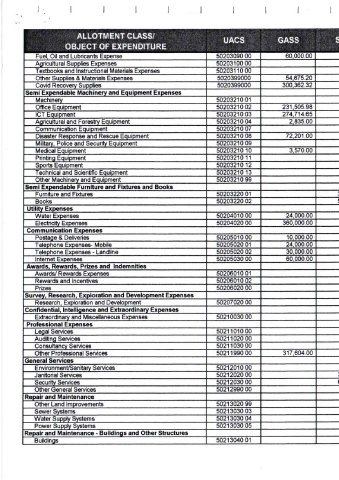 ALLOTMENT CLASS/ OBJECT OF EXPENDITURE UACS GASS S
Fuel, Oil and Lubricants Expense 50203090 00 60,000.00
Agricultural Supplies Expenses 50203100 00
Textbooks and Instructional Materials Expenses 50203110 00
Other Supplies & Materials Expenses 5020399000 54,675.20
Covid Recovery Supplies 5020399000 300,362.32
Semi Expendable Machinery and Equipment Expenses
Machinery 50203210 01
Office Equipment 50203210 02 231,505.98
ICT Equipment 50203210 03 274,714.65
Agricultural and Forestry Equipment 50203210 04 2,835.00
Communication Equipment 50203210 07
Disaster Response and Rescue Equipment 50203210 08 72,201.00
Military, Police and Security Equipment 50203210 09
Medical Equipment 50203210 10 3,570.00
Printing Equipment 50203210 11
Sports Equipment 50203210 12
Technical and Scientific Equipment 50203210 13
Other Machinery and Equipment 50203210 99
Semi Expendable Furniture and Fixtures and Books
Furniture and Fixtures 50203220 01
Books 50203220 02
Utility Expenses
Water Expenses 50204010 00 24,000.00
Electricity Expenses 50204020 00 360,000.00
Communication Expenses
Postage & Deliveries 50205010 00 10,000.00
Telephone Expenses- Mobile 50205020 01 24,000.00
Telephone Expenses - Landline 50205020 02 30,000.00
Internet Expenses 50205030 00 60,000.00
Awards, Rewards, Prizes and Indemnities
Awards/ Rewards Expenses 50206010 01
Rewards and Incentives 50206010 02
Prizes 50206020 00
Survey, Research, Exploration and Development Expenses
Research, Exploration and Development 50207020 00
Confidential, Intelligence and Extraordinary Expenses
Extraordinary and Miscellaneous Expenses 50210030 00
Professional Expenses
Legal Services 50211010 00
Auditing Services 50211020 00
Consultancy Services 50211030 00
Other Professional Services 50211990 00 317,604.00
General Services
Environment/Sanitary Services 50212010 00
Janitorial Services 50212020 00
Security Services 50212030 00
Other General Services 50212990 00
Repair and Maintenance
Other Land improvements 50213020 99
Sewer Systems 50213030 03
Water Supply Systems 50213030 04
Power Supply Systems 50213030 05
Repair and Maintenance - Buildings and Other Structures
Buildings 50213040 01